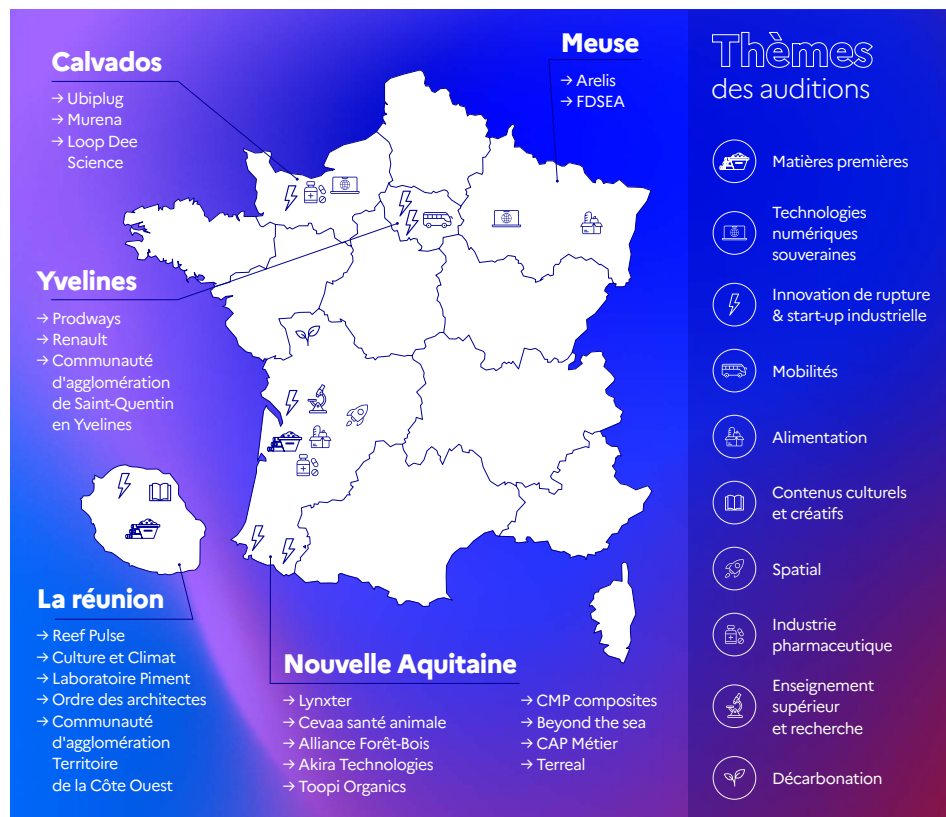 Calvados
→ Ubiplug
→ Murena
→ Loop Dee
Science
Meuse
→ Arelis
→ FDSEA
Yvelines
→ Prodways
→ Renault
→ Communauté
d'agglomération
de Saint-Quentin
en Yvelines
La réunion
→ Reef Pulse
→ Culture et Climat
→ Laboratoire Piment
→ Ordre des architectes
→ Communauté
d'agglomération
Territoire
de la Côte Ouest
Nouvelle Aquitaine
→ Lynxter
→ Cevaa santé animale
→ Alliance Forêt-Bois
→ Akira Technologies
→ Toopi Organics
→ CMP composites
→ Beyond the sea
→ CAP Métier
→ Terreal
Thèmes
des auditions
Matières premières
Technologies
numériques
souveraines
Innovation de rupture
& start-up industrielle
Mobilités
Alimentation
Contenus culturels
et créatifs
Spatial
Industrie
pharmaceutique
Enseignement
supérieur
et recherche
Décarbonation